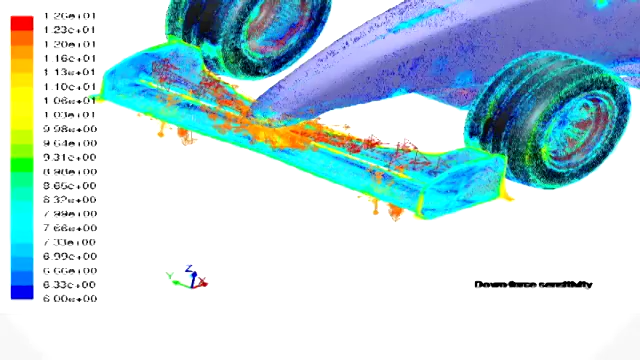 1.26e+01
1.23e+01
1.20e+01
1.16e+01
1.13e+01
1.10e+01
1.06e+01
1.03e+01
9.98e+00
9.64e+00
9.31e+00
8.98e+00
8.65e+00
8.32e+00
7.99e+00
7.66e+00
7.33e+00
6.99e+00
6.66e+00
6.33e+00
6.00e+00
Z
Y X
Down-force sensitivity